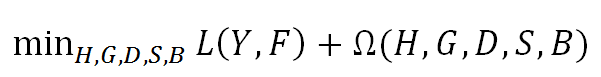 min_{H,G,D,S,B} L(Y,F) + Ω(H,G,D,S,B)